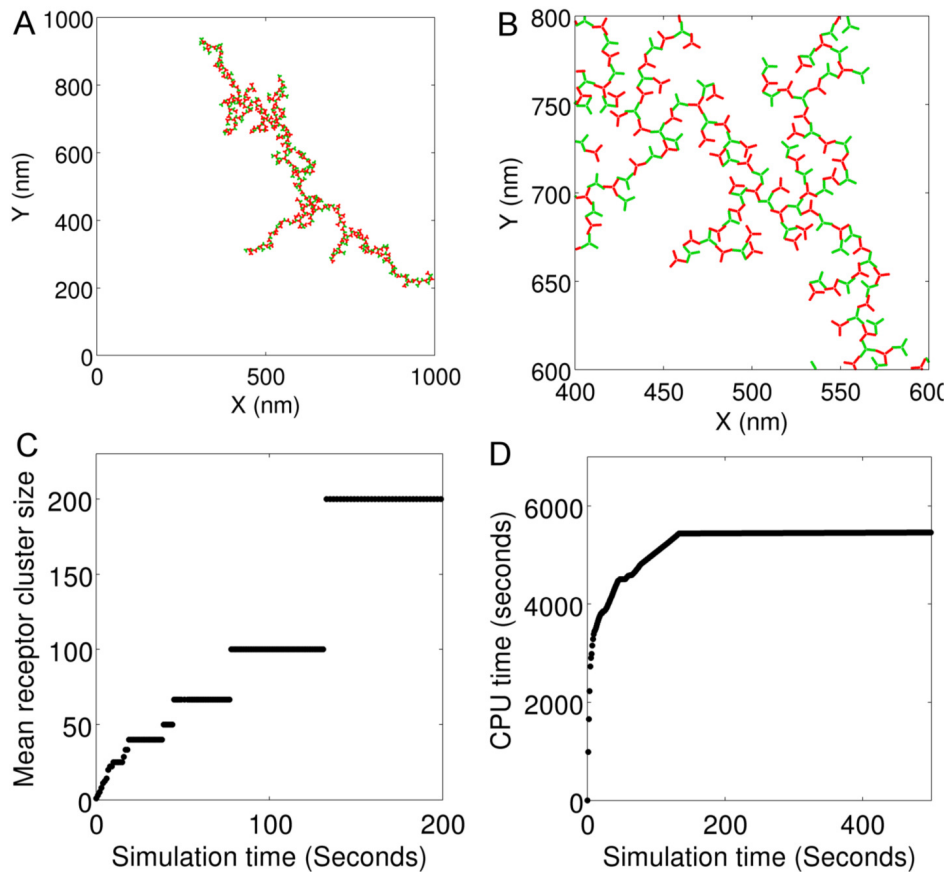 A
1000
800
600
400
200
0
Y (nm)
0 500 1000
X (nm)
B
800
750
700
650
600
Y (nm)
400 450 500 550 600
X (nm)
C
200
150
100
50
0
Mean receptor cluster size
0 100 200
Simulation time (Seconds)
D
6000
4000
2000
0
CPU time (seconds)
0 200 400
Simulation time (Seconds)